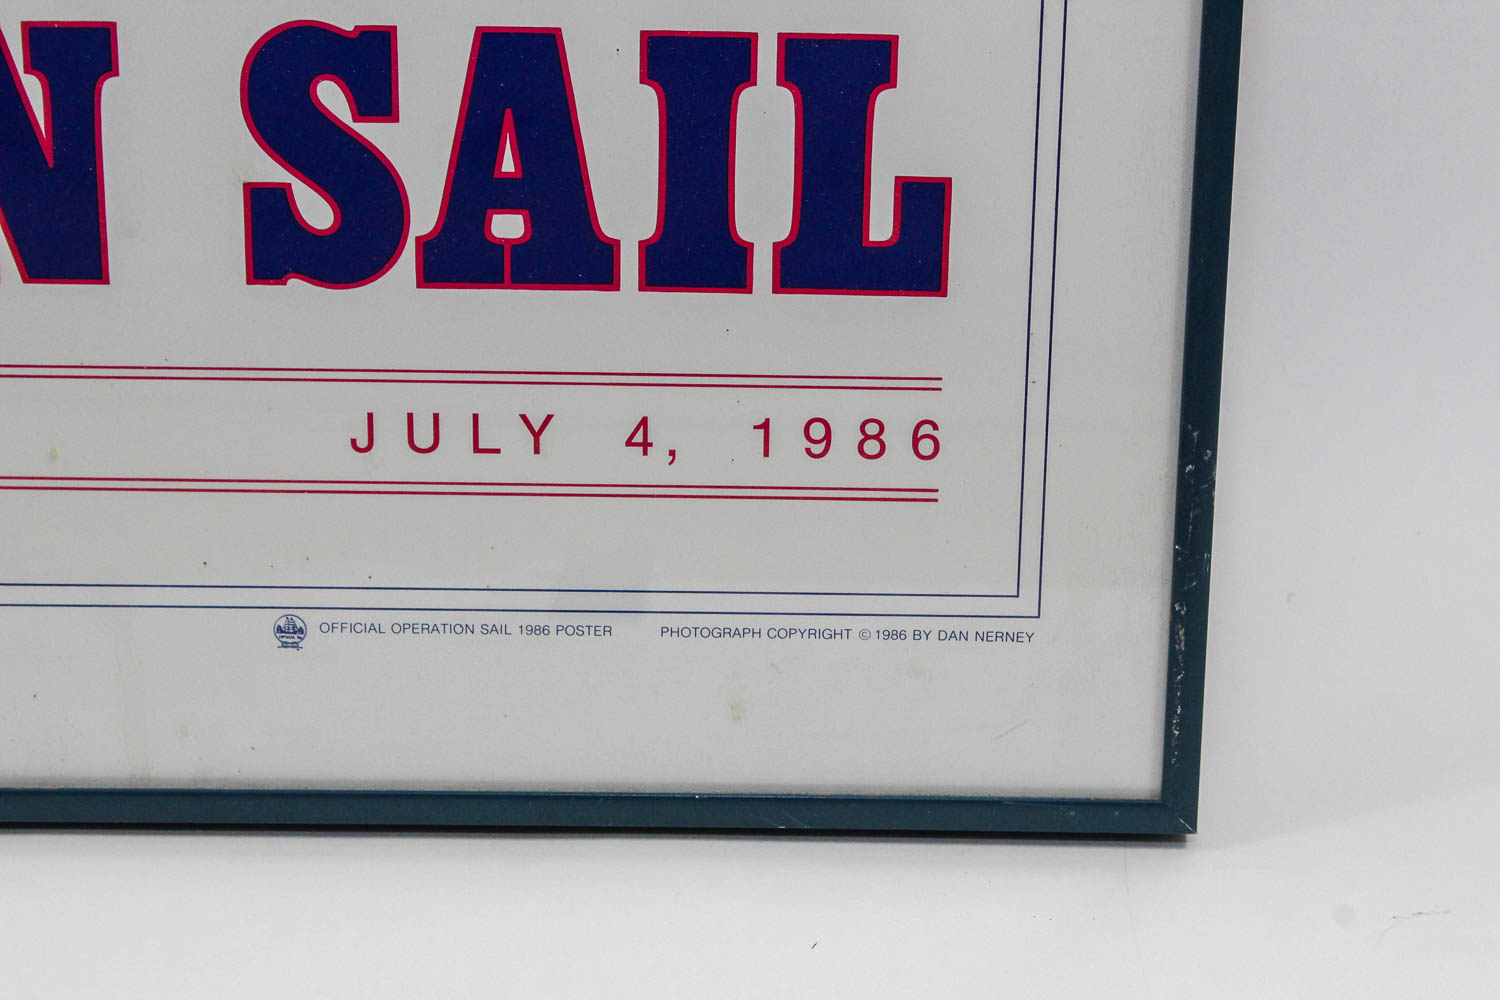 N SAIL
JULY 4, 1986
OFFICIAL OPERATION SAIL 1986 POSTER PHOTOGRAPH COPYRIGHT © 1986 BY DAN NERNEY